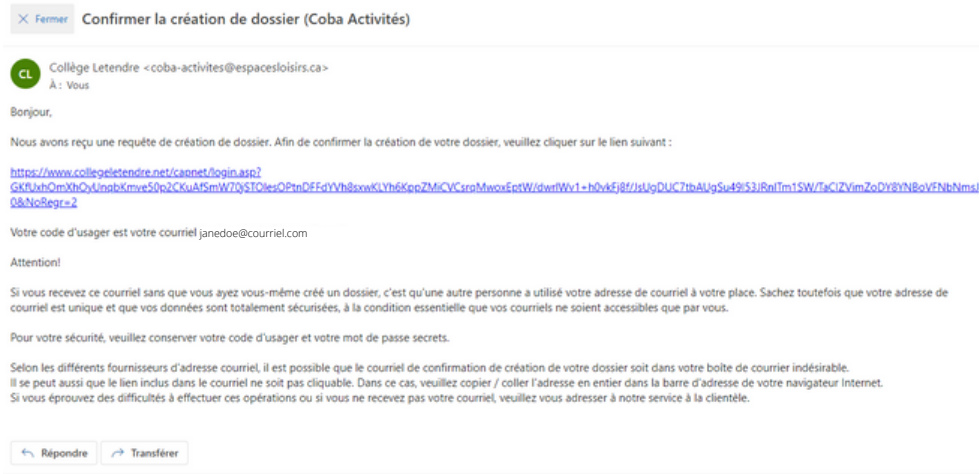 Fermer Confirmer la création de dossier (Coba Activités)
CL
Collège Letendre <coba-activites@espacesloisirs.ca>
À : Vous
Bonjour,
Nous avons reçu une requête de création de dossier. Afin de confirmer la création de votre dossier, veuillez cliquer sur le lien suivant :
https://www.collegeletendre.net/capnet/login.asp?
0&NoRegr=2
Votre code d'usager est votre courriel janedoe@courriel.com
Attention!
Si vous recevez ce courriel sans que vous ayez vous-même créé un dossier, c'est qu'une autre personne a utilisé votre adresse de courriel à votre place. Sachez toutefois que votre adresse de
courriel est unique et que vos données sont totalement sécurisées, à la condition essentielle que vos courriels ne soient accessibles que par vous.
Pour votre sécurité, veuillez conserver votre code d'usager et votre mot de passe secrets.
Selon les différents fournisseurs d'adresse courriel, il est possible que le courriel de confirmation de création de votre dossier soit dans votre boîte de courrier indésirable.
Il se peut aussi que le lien inclus dans le courriel ne soit pas cliquable. Dans ce cas, veuillez copier / coller l'adresse en entier dans la barre d'adresse de votre navigateur Internet.
Si vous éprouvez des difficultés à effectuer ces opérations ou si vous ne recevez pas votre courriel, veuillez vous adresser à notre service à la clientèle.
Répondre Transférer